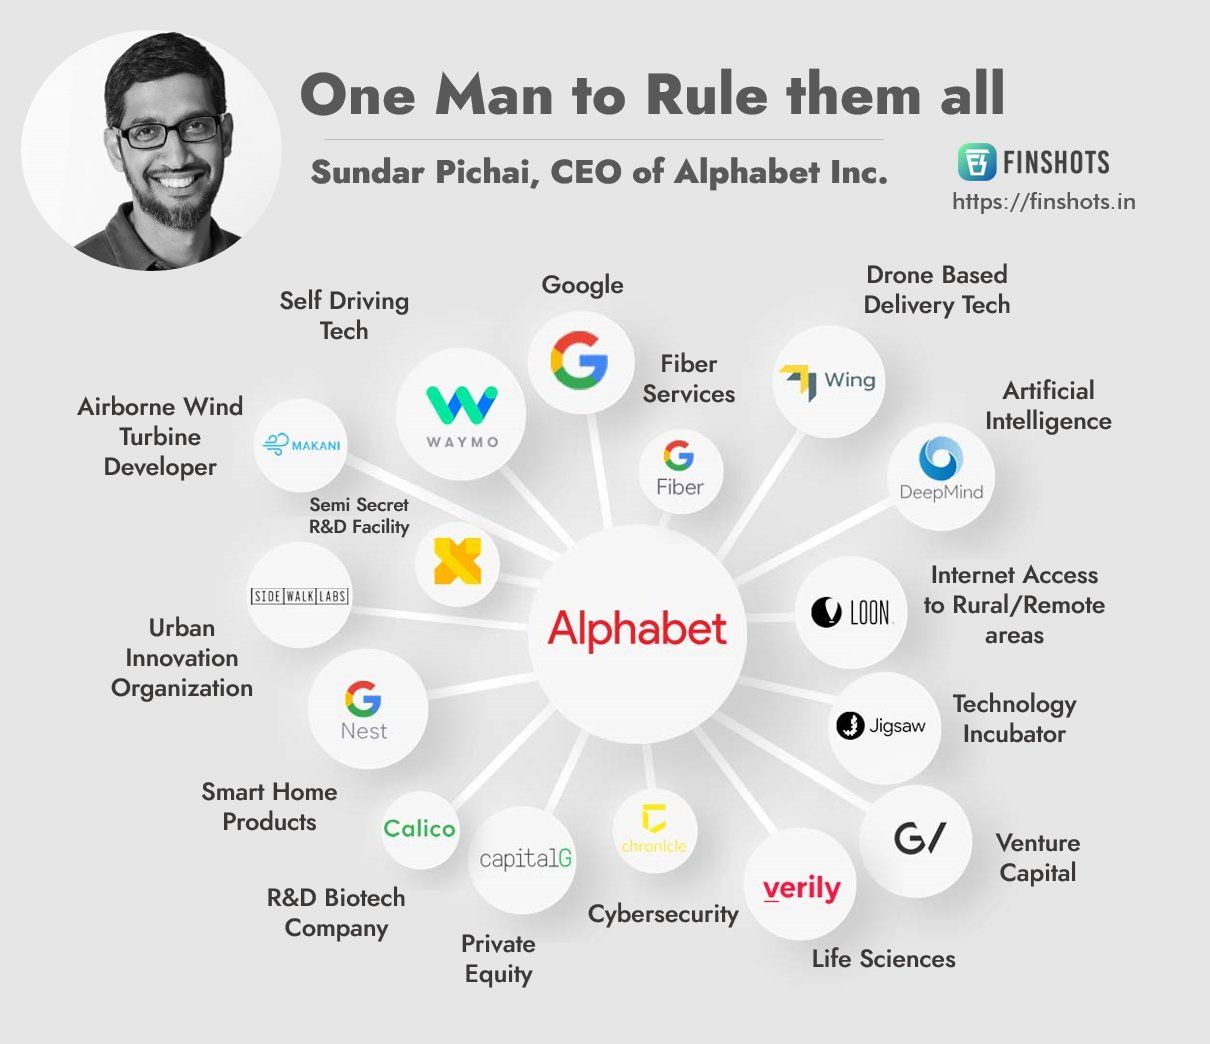 One Man to Rule them all
Sundar Pichai, CEO of Alphabet Inc.
FINSHOTS
https://finshots.in
Google
Self Driving
Tech
WAYMO
Fiber
Services
Fiber
Drone Based
Delivery Tech
Wing
Artificial
Intelligence
DeepMind
Airborne Wind
Turbine
Developer
MAKANI
Semi Secret
R&D Facility
SIDE WALK LABS
Urban
Innovation
Organization
Alphabet
LOON
Internet Access
to Rural/Remote
areas
Nest
Smart Home
Products
Jigsaw
Technology
Incubator
Calico
R&D Biotech
Company
capitalG
Private
Equity
chronicle
Cybersecurity
verily
Life Sciences
G/
Venture
Capital